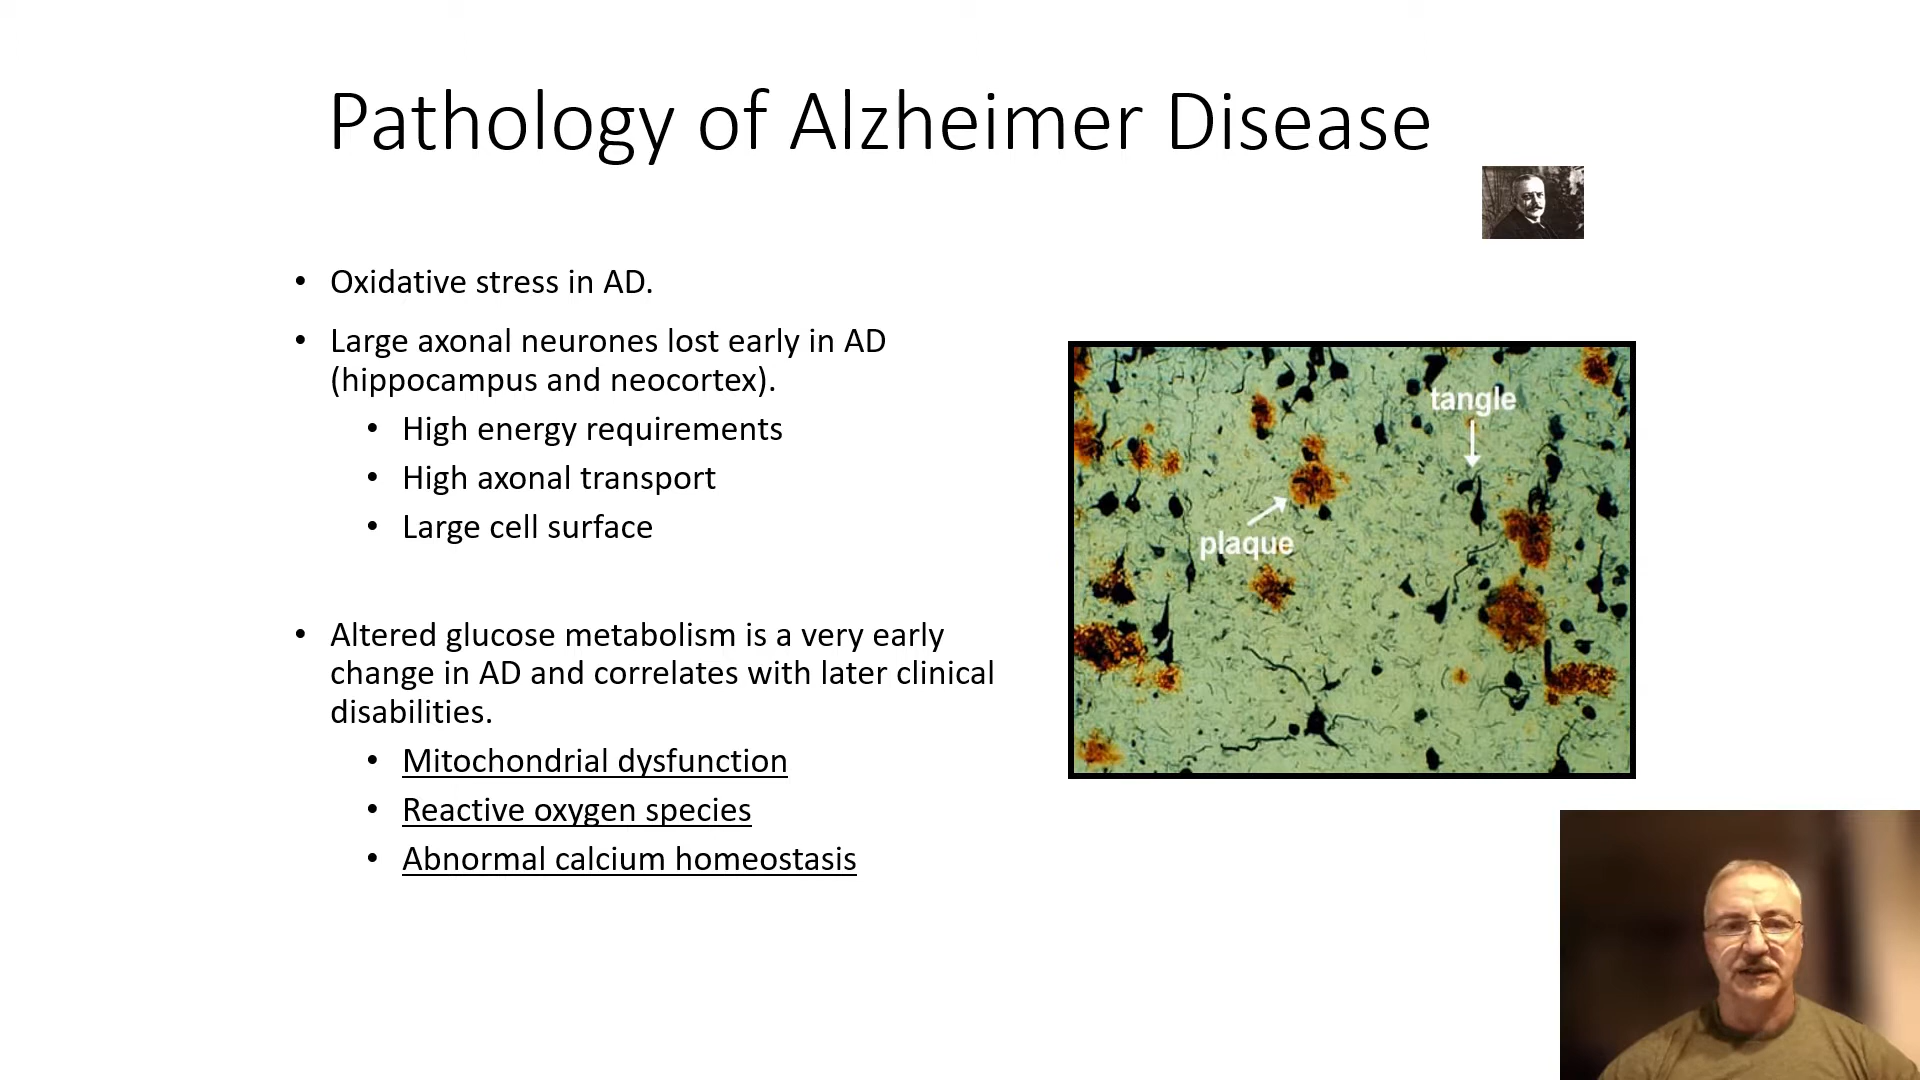 Pathology of Alzheimer Disease
• Oxidative stress in AD.
• Large axonal neurones lost early in AD
(hippocampus and neocortex).
• High energy requirements
• High axonal transport
• Large cell surface
• Altered glucose metabolism is a very early
change in AD and correlates with later clinical
disabilities.
• Mitochondrial dysfunction
• Reactive oxygen species
• Abnormal calcium homeostasis
tangle
plaque